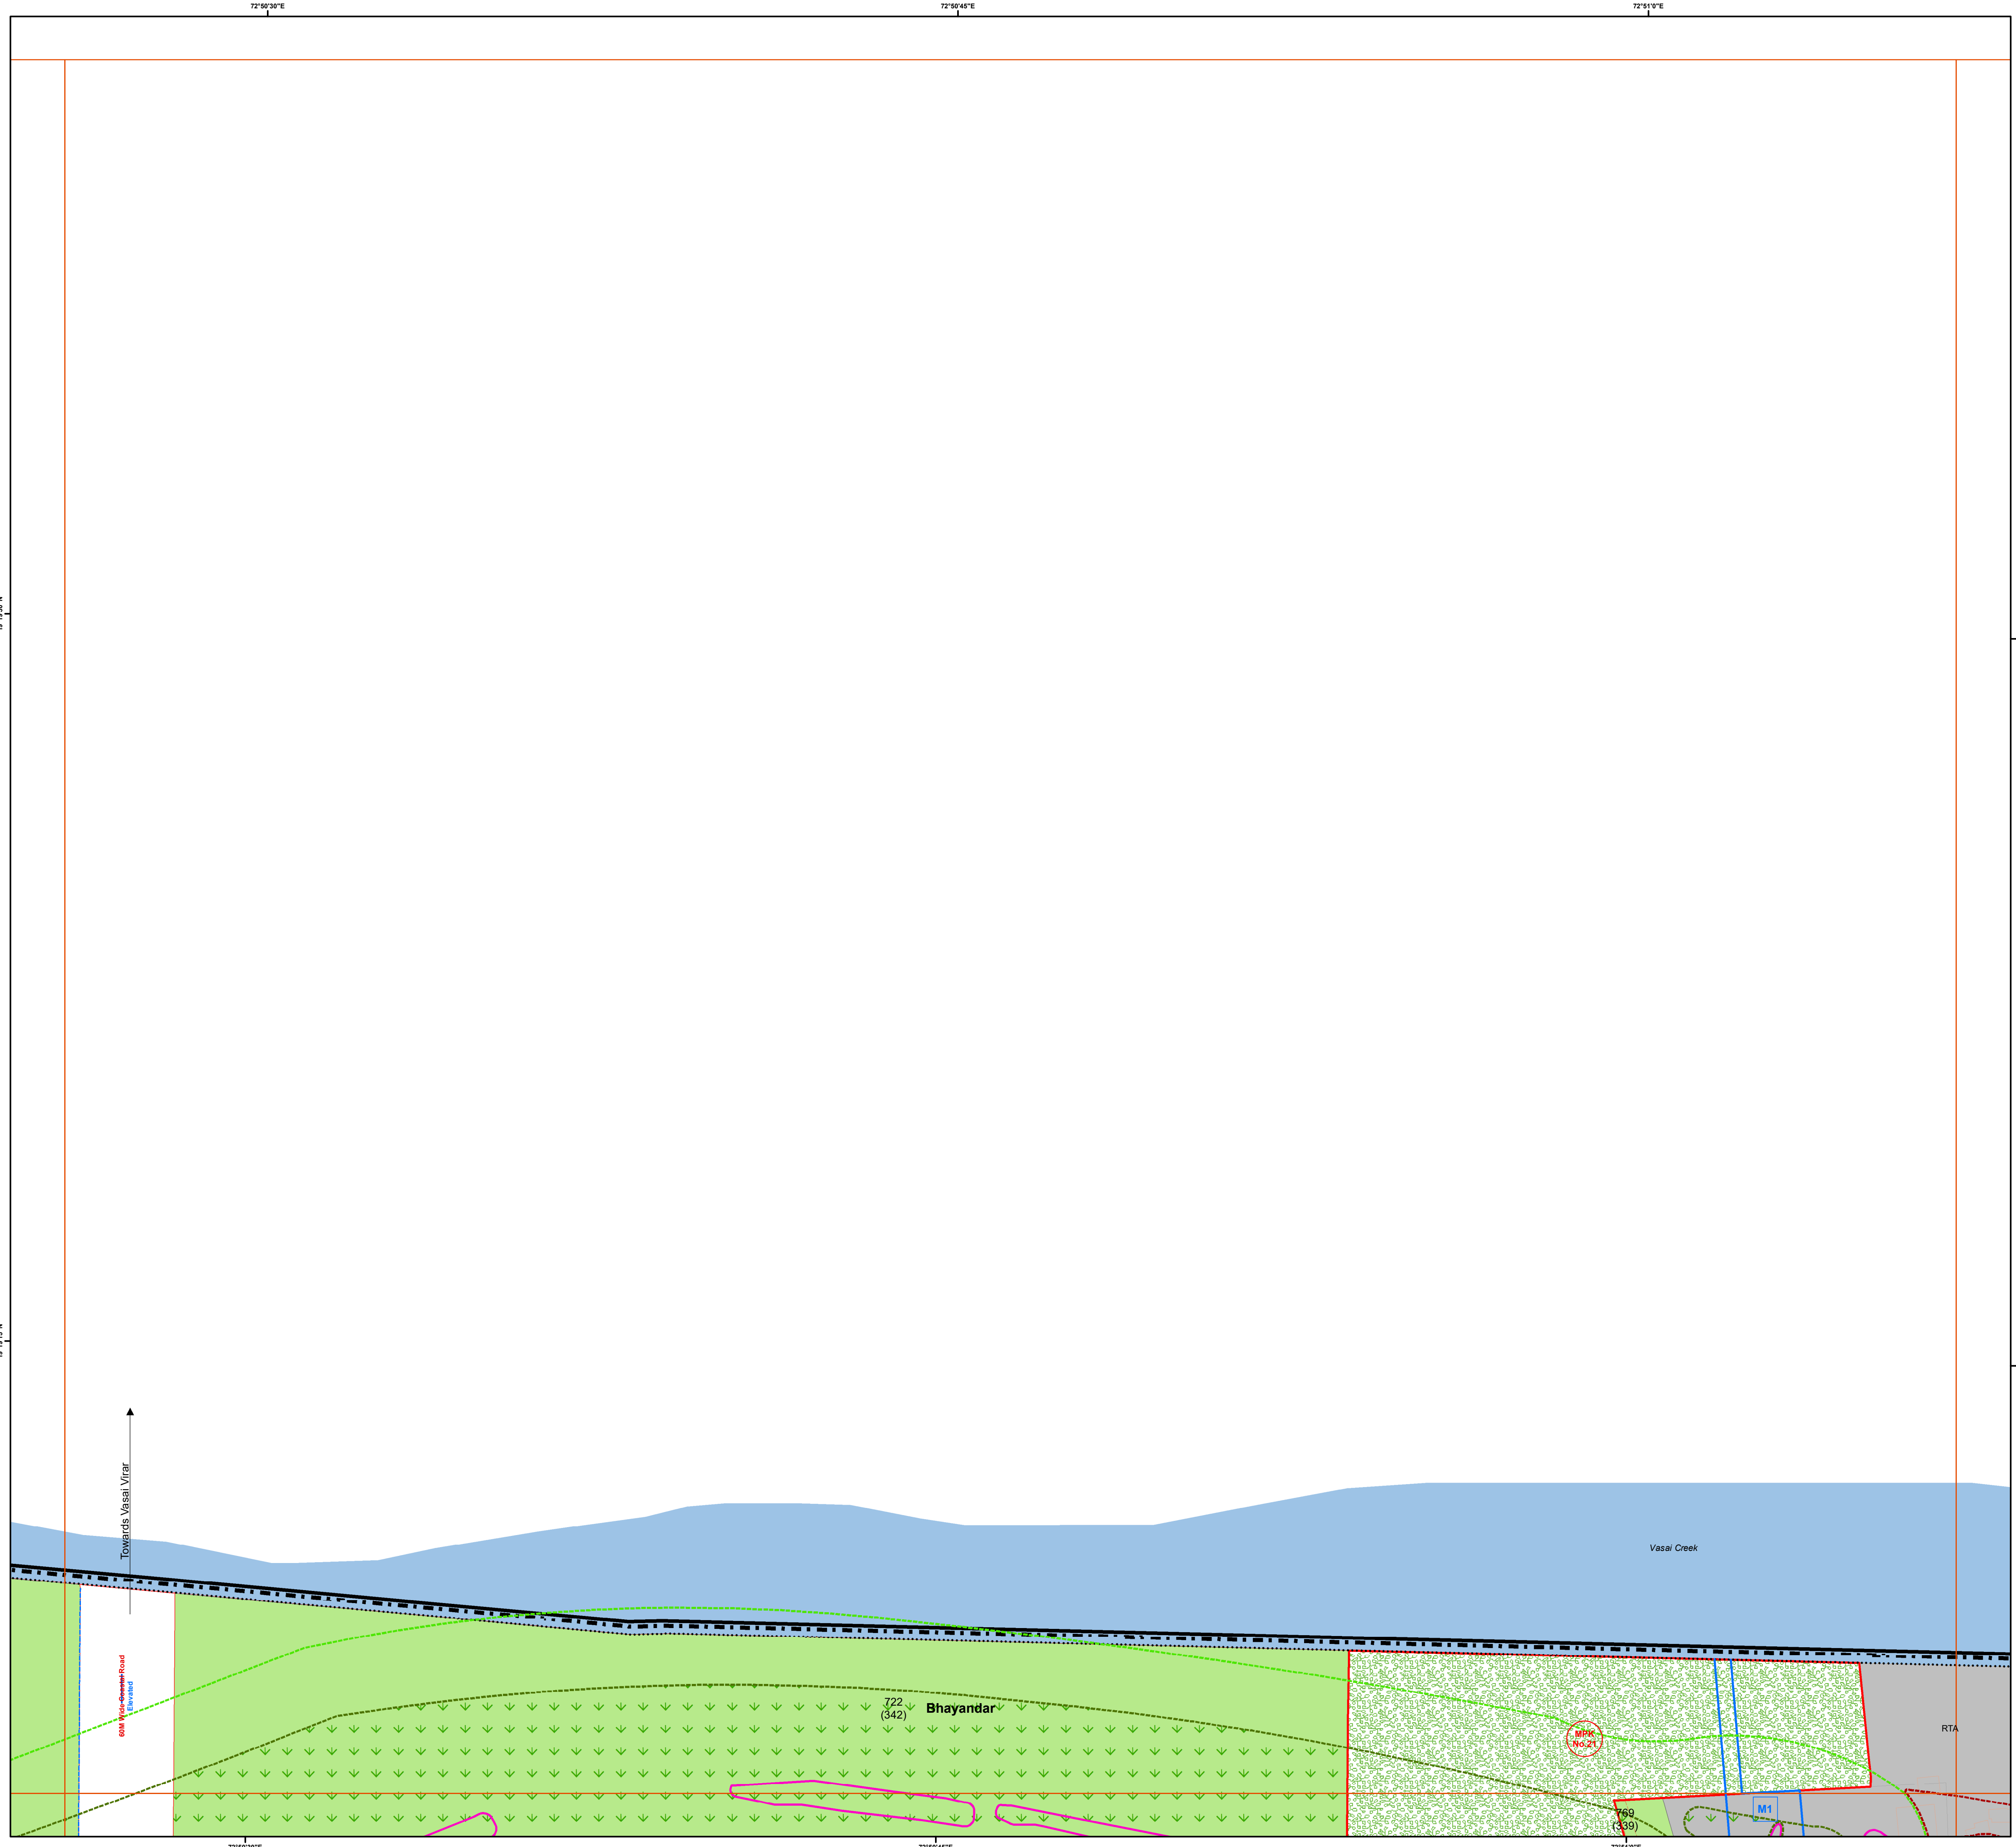 72°50'30"E
72°50'45"E
72°51'0"E
Towards Vasai Virar
Vasai Creek
60M Wide Coastal Road
Elevated
722
(342)
Bhayandar
MPK
No.21
RTA
769
(339)
M1